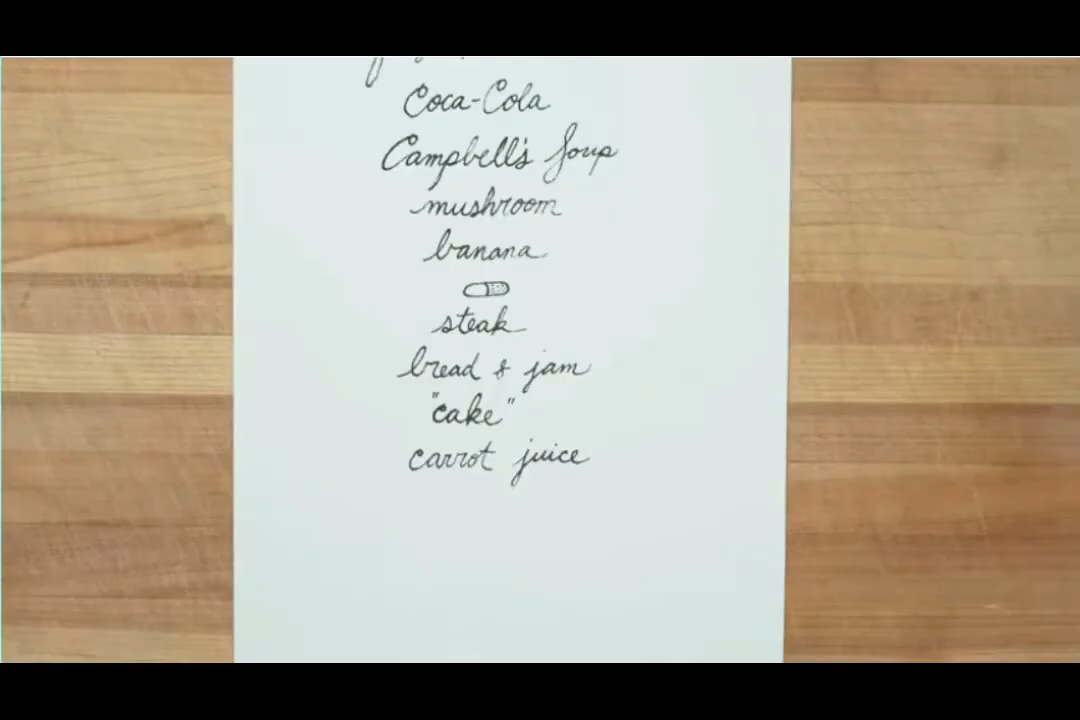 Coca-Cola
Campbell's Soup
mushroom
banana
steak
bread & jam
"cake"
carrot juice